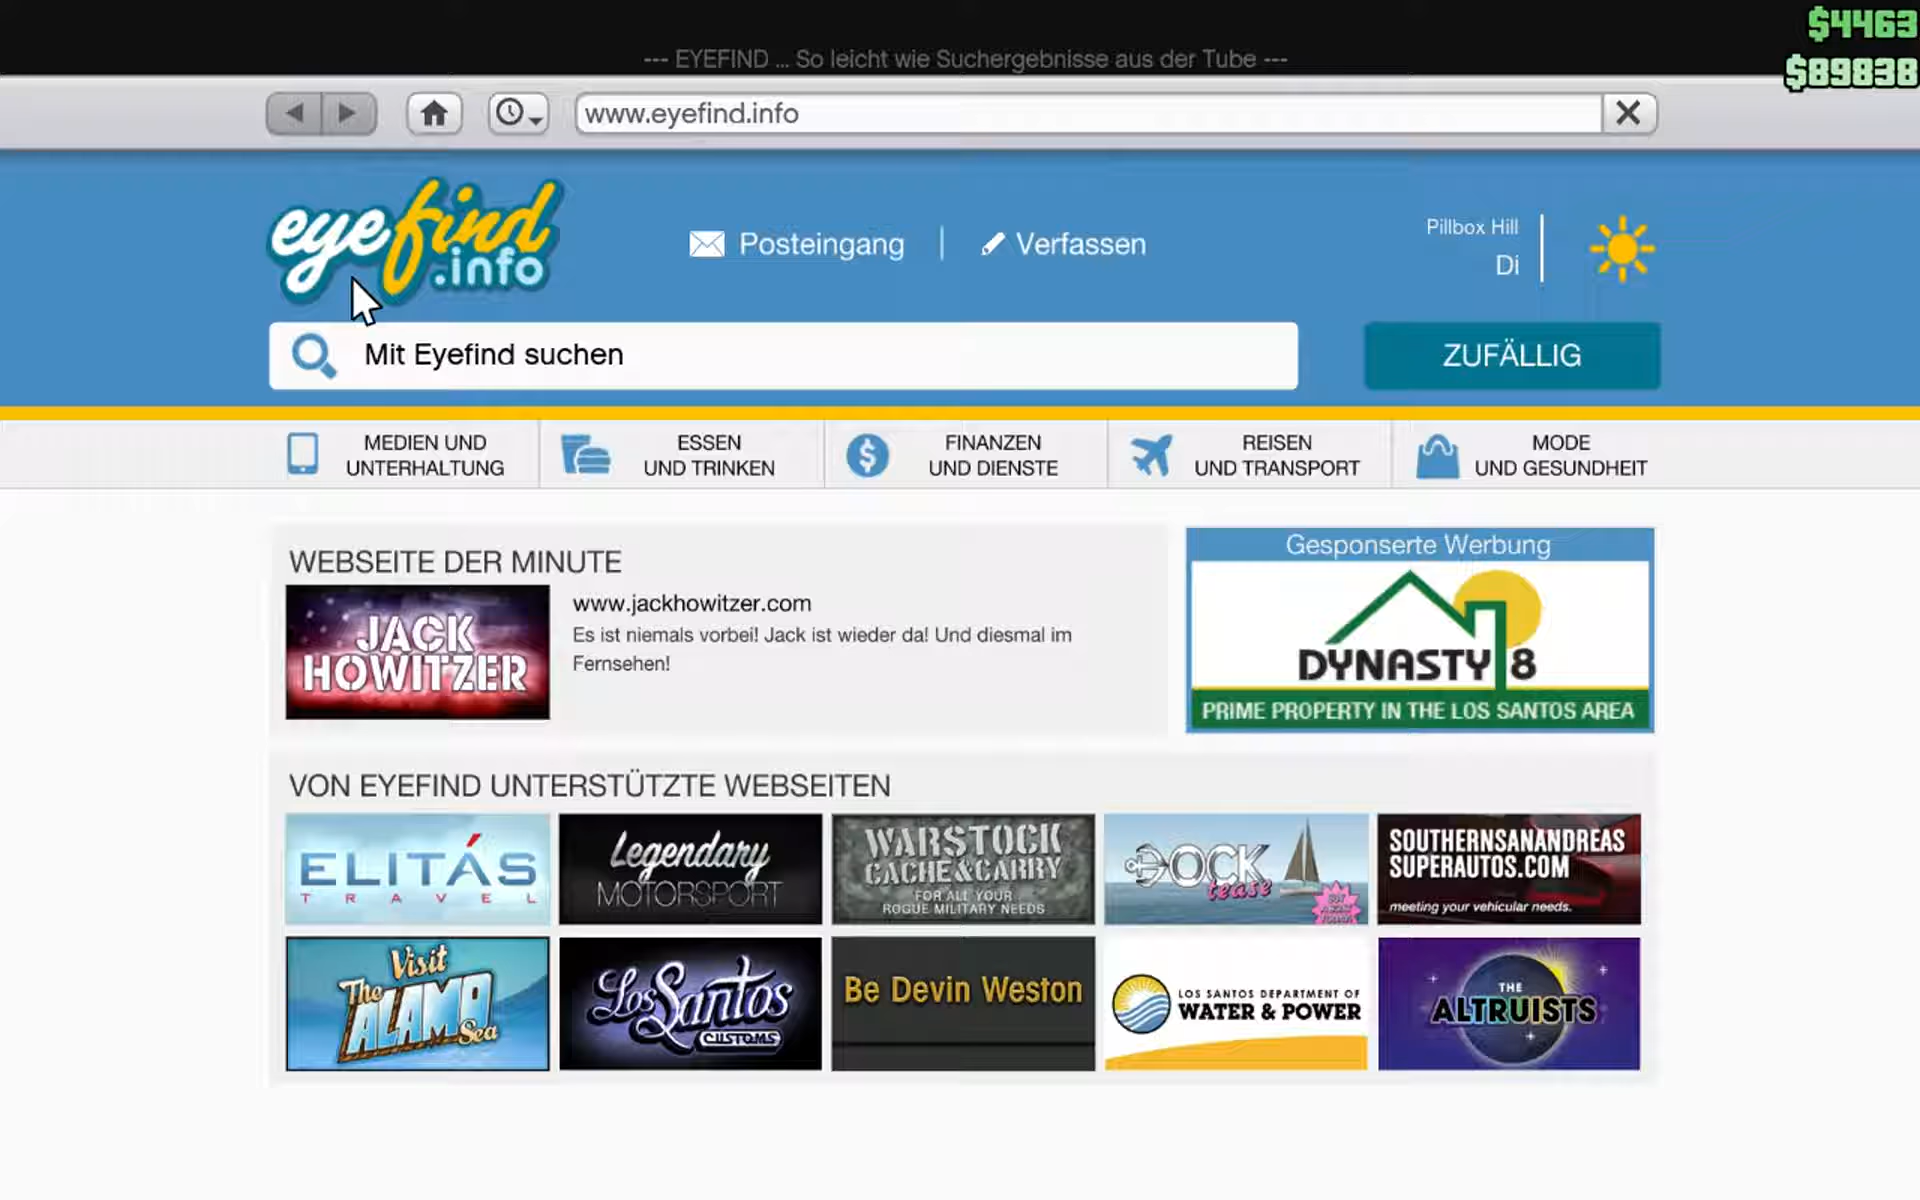 $4463
--- EYEFIND ... So leicht wie Suchergebnisse aus der Tube ---
$89838
www.eyefind.info
eyefind
.info
Posteingang
Verfassen
Pillbox Hill
Di
Mit Eyefind suchen
ZUFÄLLIG
MEDIEN UND
UNTERHALTUNG
ESSEN
UND TRINKEN
FINANZEN
UND DIENSTE
REISEN
UND TRANSPORT
MODE
UND GESUNDHEIT
WEBSEITE DER MINUTE
JACK
HOWITZER
www.jackhowitzer.com
Es ist niemals vorbei! Jack ist wieder da! Und diesmal im
Fernsehen!
Gesponserte Werbung
DYNASTY 8
PRIME PROPERTY IN THE LOS SANTOS AREA
VON EYEFIND UNTERSTÜTZTE WEBSEITEN
ELITÁS
TRAVEL
Legendary
MOTORSPORT
WARSTOCK
CACHE & CARRY
FOR ALL YOUR
ROGUE MILITARY NEEDS
DOCK
tease
SOUTHERNSANANDREAS
SUPERAUTOS.COM
meeting your vehicular needs.
Visit
The
ALAMO
Sea
Los Santos
CUSTOMS
Be Devin Weston
LOS SANTOS DEPARTMENT OF
WATER & POWER
THE
ALTRUISTS